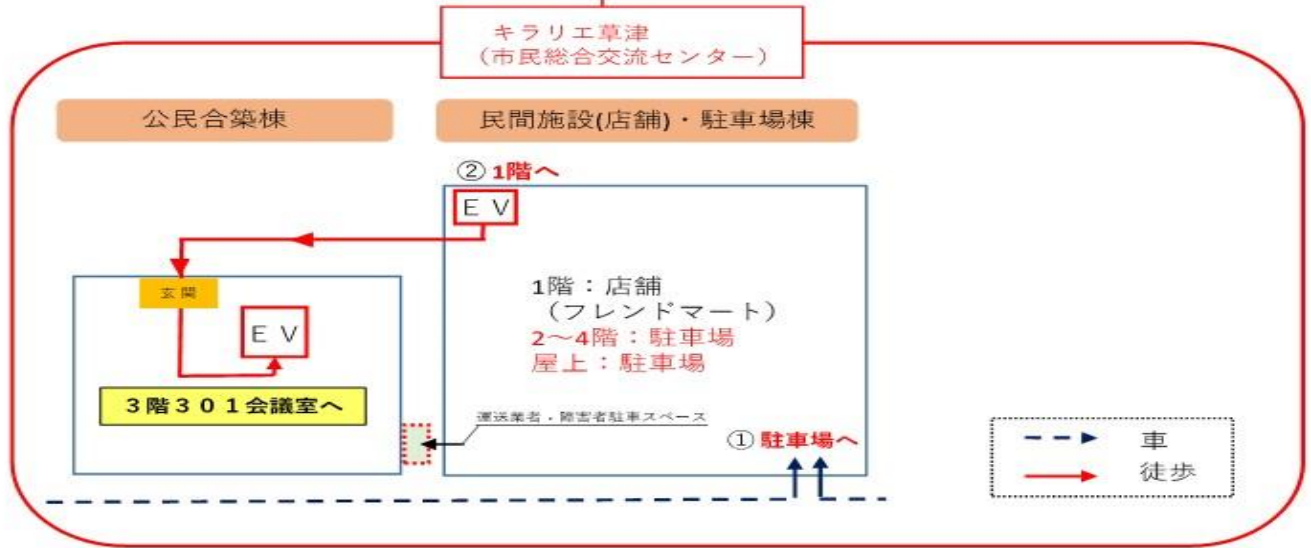 キラリエ草津
(市民総合交流センター)
公民合築棟
民間施設(店舗)・駐車場棟
② 1階へ
ＥＶ
玄関
ＥＶ
３階３０１会議室へ
1階：店舗
(フレンドマート)
2～4階：駐車場
屋上：駐車場
運送業者・障害者駐車スペース
① 駐車場へ
車
徒歩